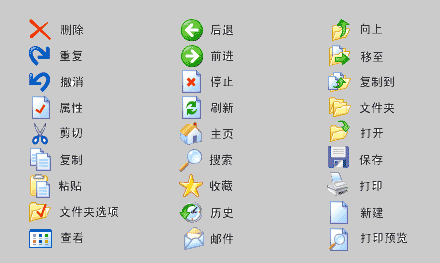 删除
重复
撤消
属性
剪切
复制
粘贴
文件夹选项
查看
后退
前进
停止
刷新
主页
搜索
收藏
历史
邮件
向上
移至
复制到
文件夹
打开
保存
打印
新建
打印预览